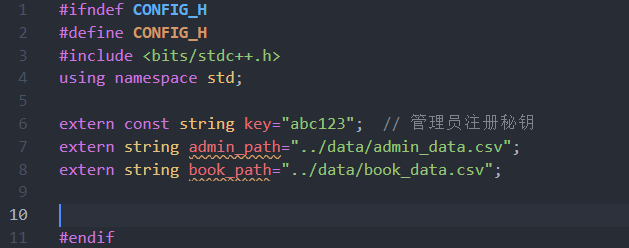 1 #ifndef CONFIG_H
2 #define CONFIG_H
3 #include <bits/stdc++.h>
4 using namespace std;
5
6 extern const string key="abc123";  // 管理员注册秘钥
7 extern string admin_path="../data/admin_data.csv";
8 extern string book_path="../data/book_data.csv";
9
10
11 #endif